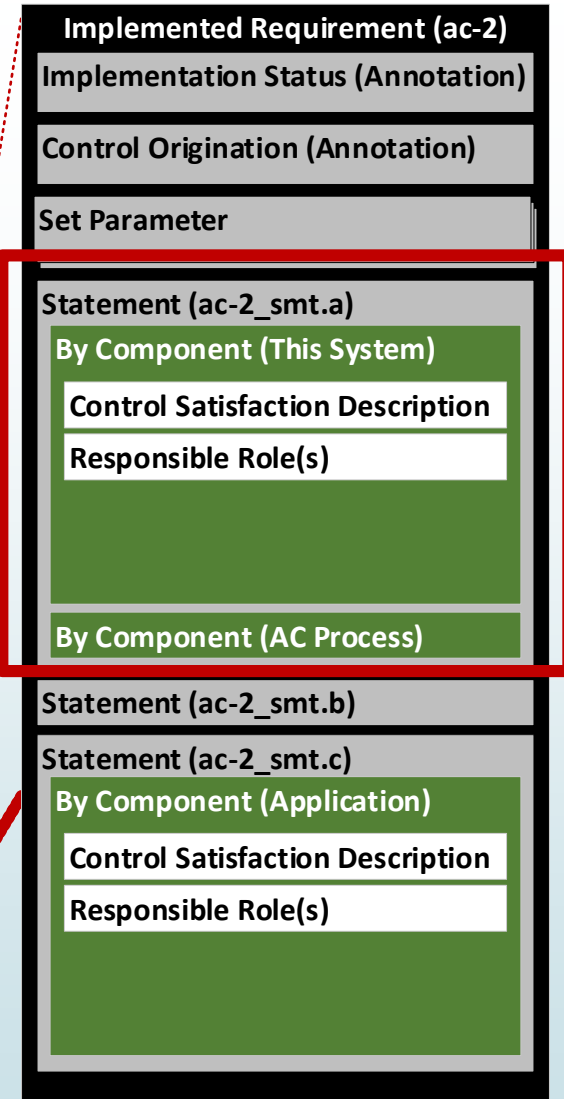 Implemented Requirement (ac-2)
Implementation Status (Annotation)
Control Origination (Annotation)
Set Parameter
Statement (ac-2_smt.a)
By Component (This System)
Control Satisfaction Description
Responsible Role(s)
By Component (AC Process)
Statement (ac-2_smt.b)
Statement (ac-2_smt.c)
By Component (Application)
Control Satisfaction Description
Responsible Role(s)